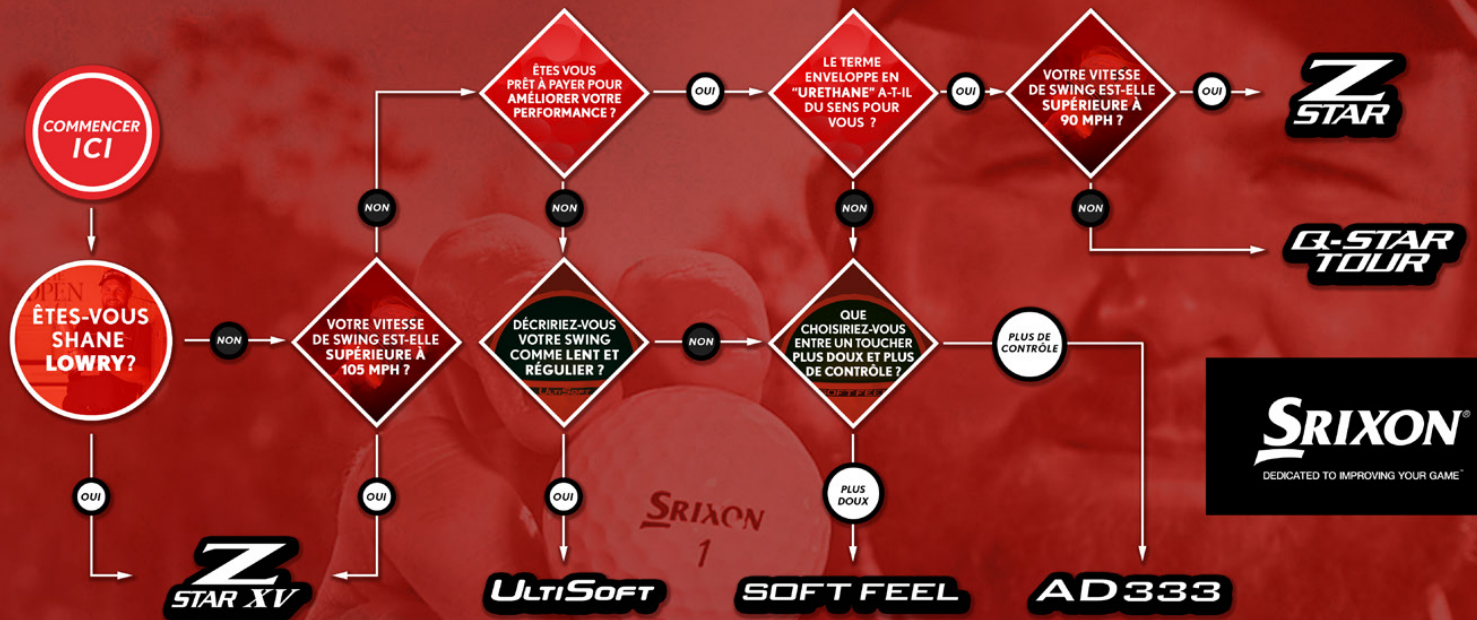 COMMENCER
ICI
ÊTES-VOUS
SHANE
LOWRY?
NON
OUI
VOTRE VITESSE
DE SWING EST-ELLE
SUPÉRIEURE À
105 MPH ?
NON
OUI
Z
STAR XV
ÊTES VOUS
PRÊT À PAYER POUR
AMÉLIORER VOTRE
PERFORMANCE ?
OUI
NON
DÉCRIRIEZ-VOUS
VOTRE SWING
COMME LENT ET
RÉGULIER ?
ULTISOFT
NON
OUI
ULTISOFT
LE TERME
ENVELOPPE EN
"URETHANE" A-T-IL
DU SENS POUR
VOUS ?
OUI
NON
QUE
CHOISIRIEZ-VOUS
ENTRE UN TOUCHER
PLUS DOUX ET PLUS
DE CONTRÔLE ?
SOFT FEEL
PLUS
DOUX
SOFT FEEL
PLUS DE
CONTRÔLE
AD333
VOTRE VITESSE
DE SWING EST-ELLE
SUPÉRIEURE À
90 MPH ?
OUI
Z
STAR
NON
Q-STAR
TOUR
SRIXON
1
SRIXON®
DEDICATED TO IMPROVING YOUR GAME™